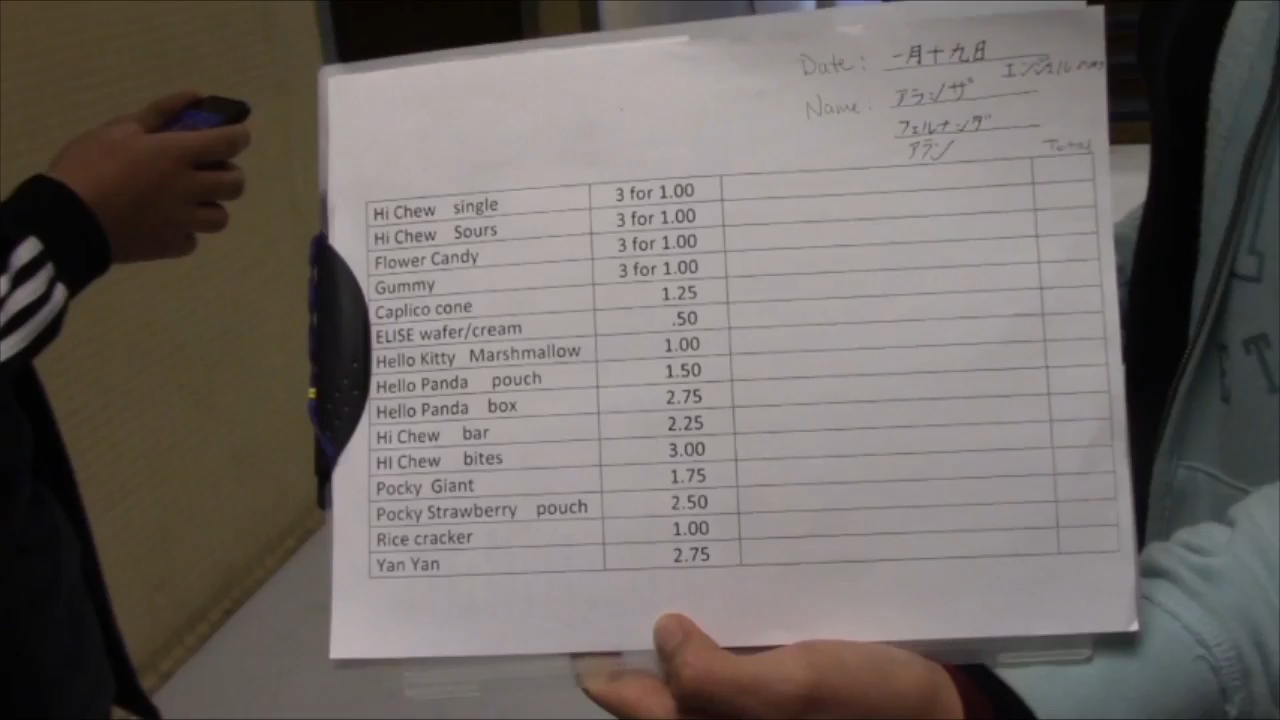 Date: 一月十九日
Name: アランザ
フェルナンダ
アラン
Total
Hi Chew single 3 for 1.00
Hi Chew Sours 3 for 1.00
Flower Candy 3 for 1.00
Gummy 3 for 1.00
Caplico cone 1.25
ELISE wafer/cream .50
Hello Kitty Marshmallow 1.00
Hello Panda pouch 1.50
Hello Panda box 2.75
Hi Chew bar 2.25
HI Chew bites 3.00
Pocky Giant 1.75
Pocky Strawberry pouch 2.50
Rice cracker 1.00
Yan Yan 2.75